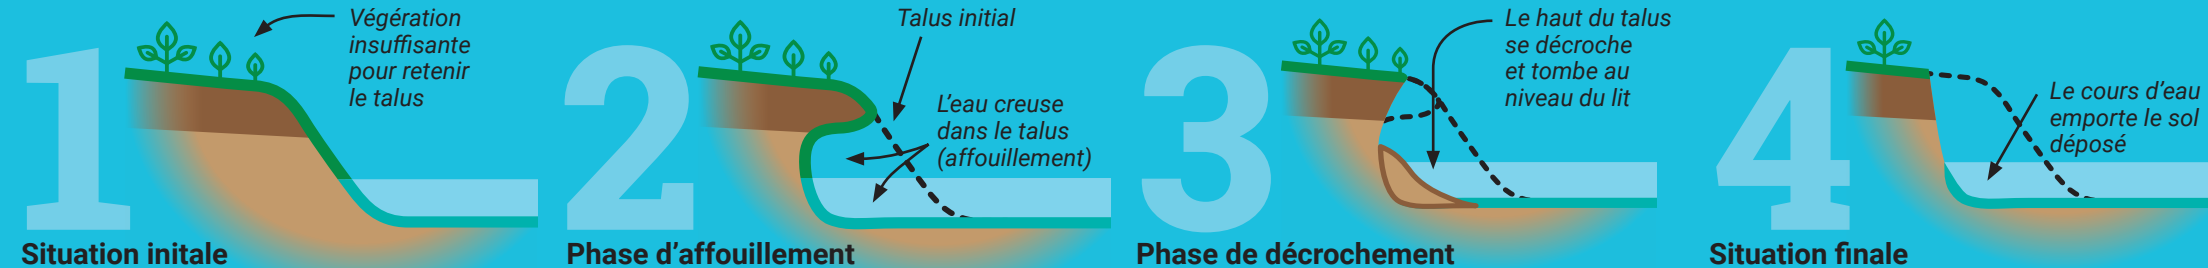 1
Végération
insuffisante
pour retenir
le talus
Situation initale
2
Talus initial
L'eau creuse
dans le talus
(affouillement)
Phase d'affouillement
3
Le haut du talus
se décroche
et tombe au
niveau du lit
Phase de décrochement
4
Le cours d'eau
emporte le sol
déposé
Situation finale